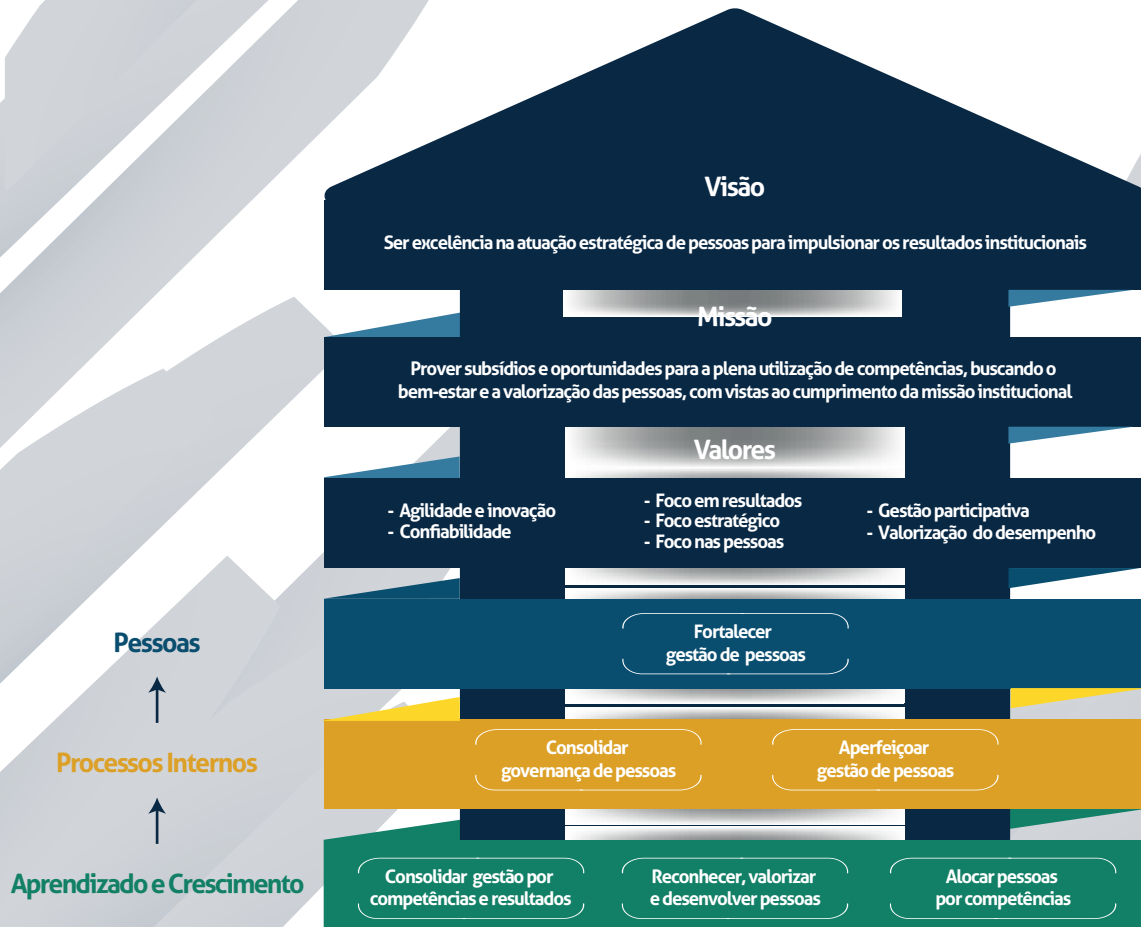 Visão
Ser excelência na atuação estratégica de pessoas para impulsionar os resultados institucionais
Missão
Prover subsídios e oportunidades para a plena utilização de competências, buscando o
bem-estar e a valorização das pessoas, com vistas ao cumprimento da missão institucional
Valores
- Agilidade e inovação
- Confiabilidade
- Foco em resultados
- Foco estratégico
- Foco nas pessoas
- Gestão participativa
- Valorização do desempenho
Pessoas
Fortalecer
gestão de pessoas
Processos Internos
Consolidar
governança de pessoas
Aperfeiçoar
gestão de pessoas
Aprendizado e Crescimento
Consolidar gestão por
competências e resultados
Reconhecer, valorizar
e desenvolver pessoas
Alocar pessoas
por competências